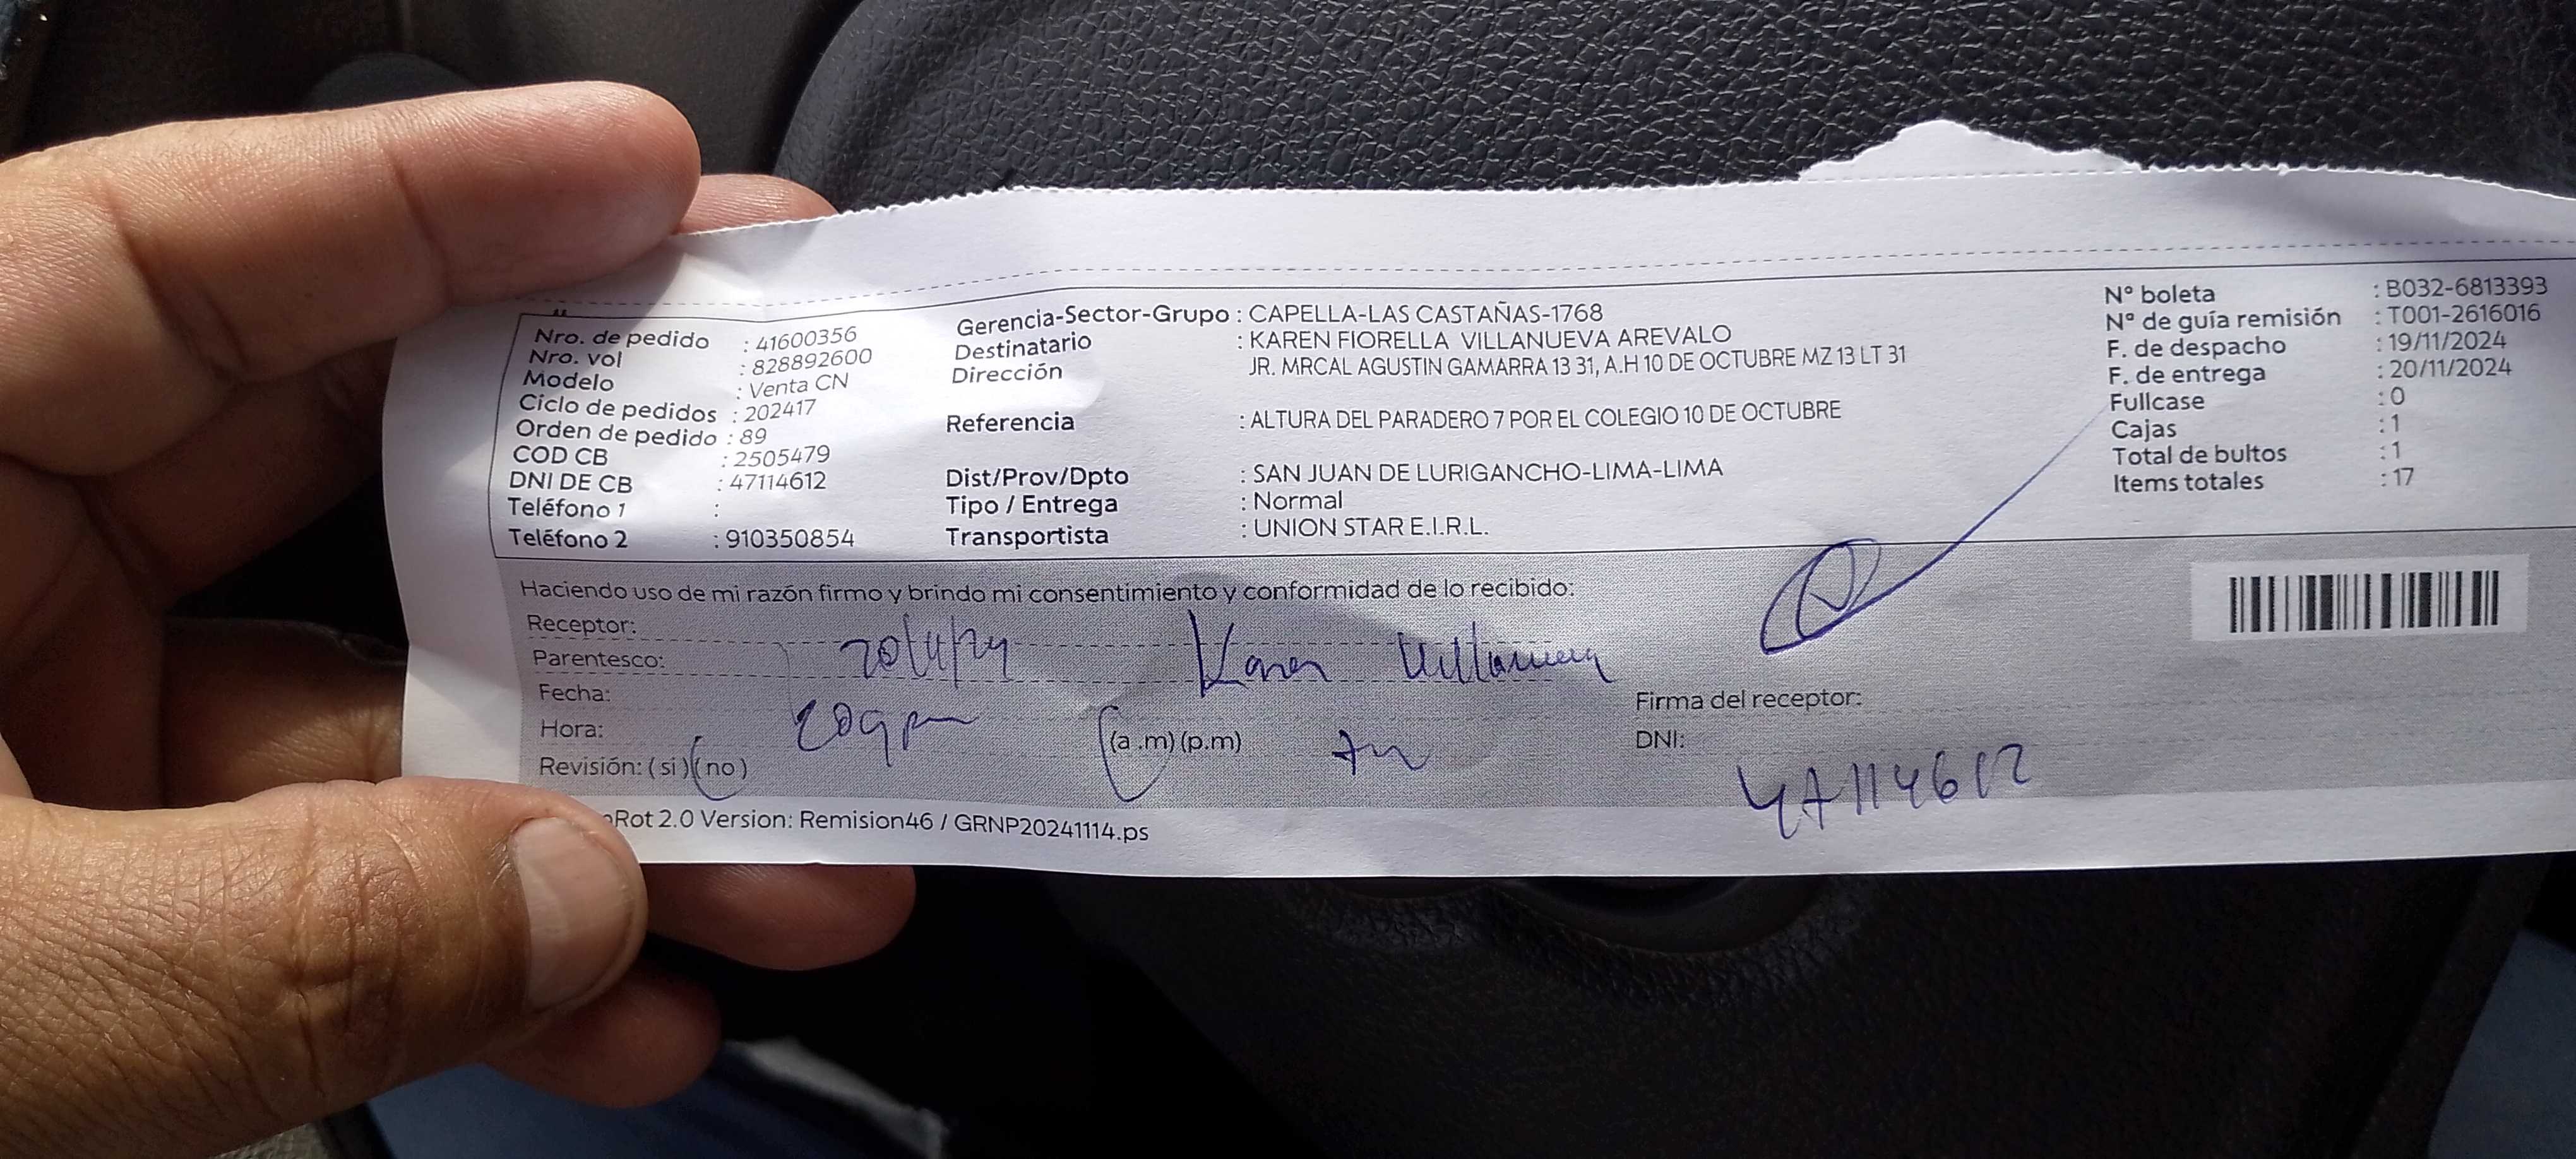 Nro. de pedido : 41600356
Nro. vol : 828892600
Modelo : Venta CN
Ciclo de pedidos : 202417
Orden de pedido : 89
COD CB : 2505479
DNI DE CB : 47114612
Teléfono 1 :
Teléfono 2 : 910350854
Gerencia-Sector-Grupo : CAPELLA-LAS CASTAÑAS-1768
Destinatario : KAREN FIORELLA VILLANUEVA AREVALO
Dirección JR. MRCAL AGUSTIN GAMARRA 13 31, A.H 10 DE OCTUBRE MZ 13 LT 31
Referencia : ALTURA DEL PARADERO 7 POR EL COLEGIO 10 DE OCTUBRE
Dist/Prov/Dpto : SAN JUAN DE LURIGANCHO-LIMA-LIMA
Tipo / Entrega : Normal
Transportista : UNION STAR E.I.R.L.
N° boleta : B032-6813393
N° de guía remisión : T001-2616016
F. de despacho : 19/11/2024
F. de entrega : 20/11/2024
Fullcase : 0
Cajas : 1
Total de bultos : 1
Items totales : 17
Haciendo uso de mi razón firmo y brindo mi consentimiento y conformidad de lo recibido:
Receptor:
Parentesco: 20/11/24 Karen Villanueva
Fecha:
Hora: (a .m) (p.m)
Revisión: ( si ) ( no )
Firma del receptor:
DNI: 47114612
Rot 2.0 Version: Remision46 / GRNP20241114.ps